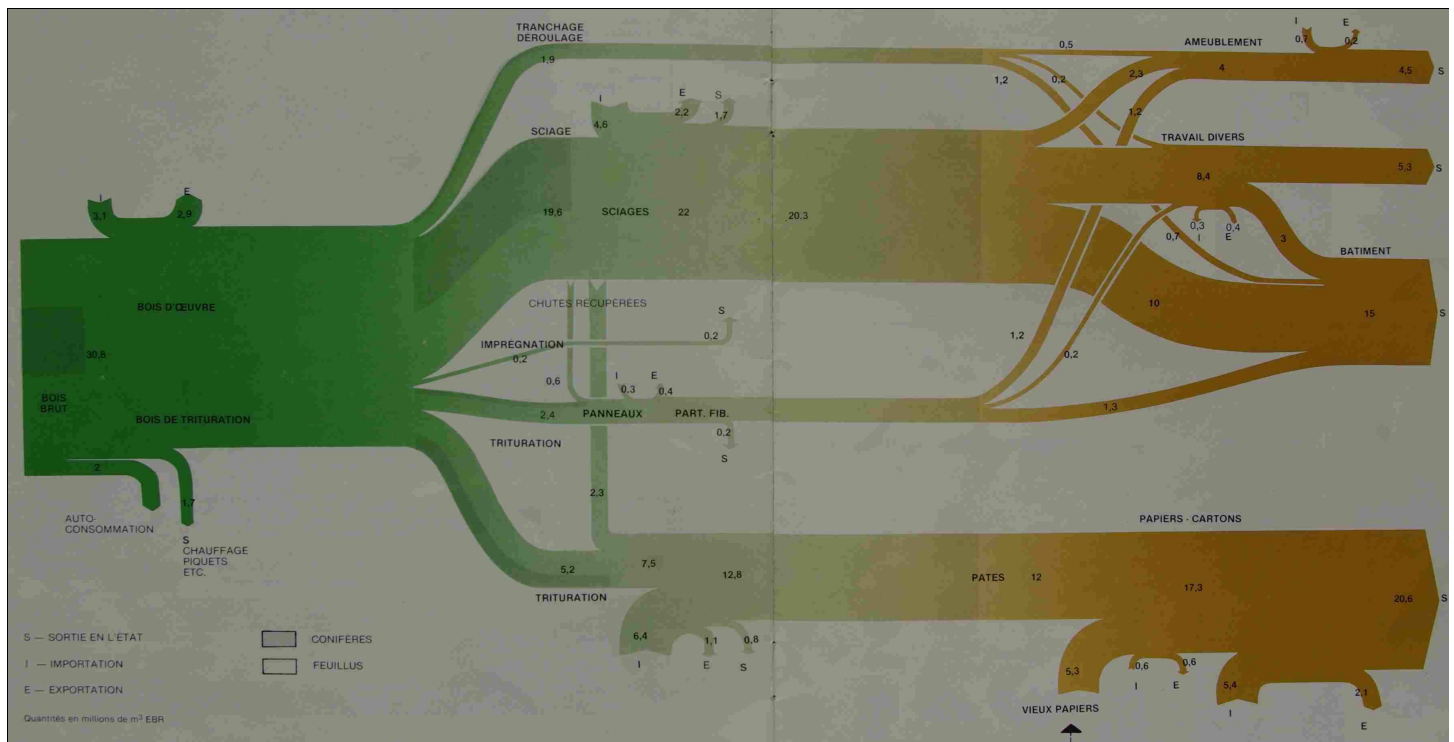 TRANCHAGE
DÉROULAGE
1,9
0,5
AMEUBLEMENT
I
E
0,7
0,2
4
4,5
S
1,2
0,2
2,3
1,2
I
E
S
4,6
2,2
1,7
SCIAGE
TRAVAIL DIVERS
8,4
5,3
S
I
E
3,1
2,9
19,6
SCIAGES
22
20.3
0,3
0,4
I
E
0,7
3
BATIMENT
BOIS D'ŒUVRE
CHUTES RÉCUPÉRÉES
S
10
15
S
30,8
IMPRÉGNATION
0,2
0,2
1,2
0,2
0,6
I
E
0,3
0,4
BOIS
BRUT
BOIS DE TRITURATION
2,4
PANNEAUX
PART. FIB.
1,3
0,2
S
TRITURATION
2
1,7
2,3
AUTO-
CONSOMMATION
S
CHAUFFAGE
PIQUETS
ETC.
PAPIERS - CARTONS
5,2
7,5
12,8
PATES
12
17,3
20,6
S
TRITURATION
6,4
1,1
0,8
I
E
S
5,3
0,6
0,6
I
E
5,4
2,1
I
E
VIEUX PAPIERS
S — SORTIE EN L'ÉTAT
I — IMPORTATION
E — EXPORTATION
CONIFÈRES
FEUILLUS
Quantités en millions de m³ EBR